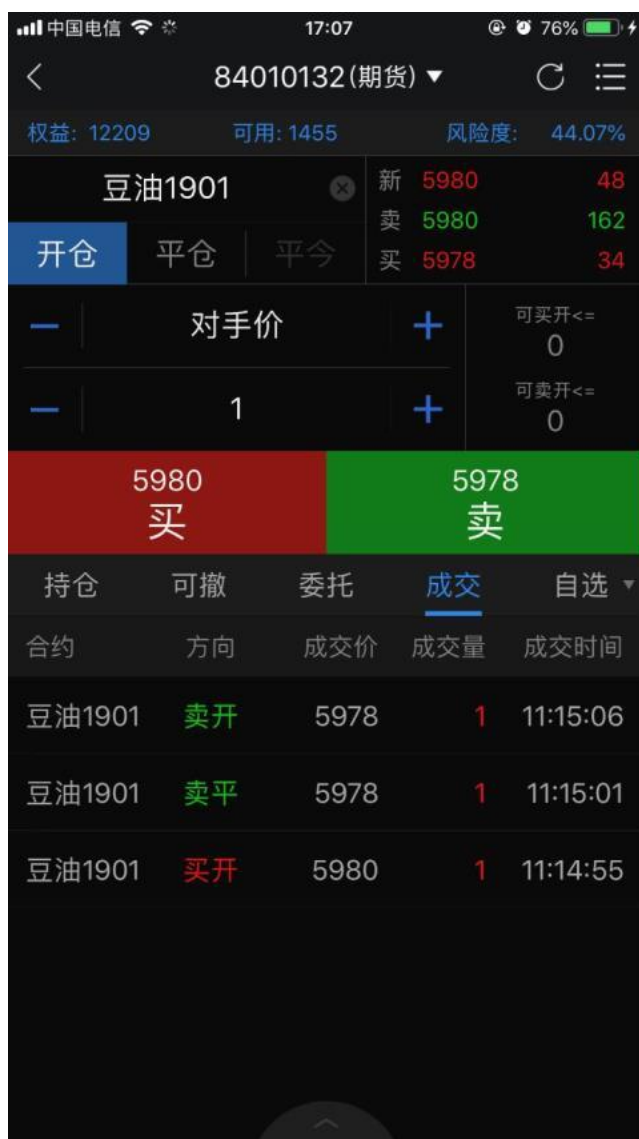 中国电信 17:07 76%
84010132(期货)▼
权益: 12209 可用: 1455 风险度: 44.07%
豆油1901 新 5980 48
卖 5980 162
开仓 平仓 平今 买 5978 34
对手价 可买开<=
0
1 可卖开<=
0
5980 5978
买 卖
持仓 可撤 委托 成交 自选
合约 方向 成交价 成交量 成交时间
豆油1901 卖开 5978 1 11:15:06
豆油1901 卖平 5978 1 11:15:01
豆油1901 买开 5980 1 11:14:55